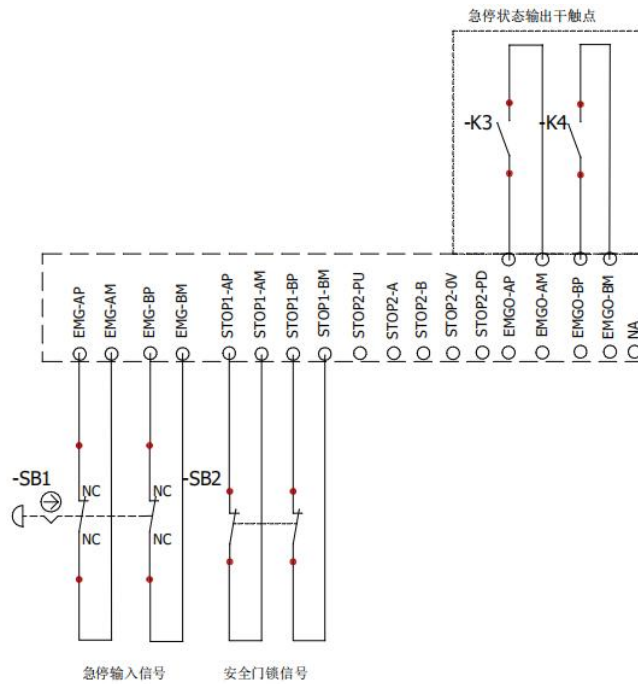 急停状态输出干触点
-K3
-K4
EMG-AP
EMG-AM
EMG-BP
EMG-BM
STOP1-AP
STOP1-AM
STOP1-BP
STOP1-BM
STOP2-PU
STOP2-A
STOP2-B
STOP2-0V
STOP2-PD
EMGO-AP
EMGO-AM
EMGO-BP
EMGO-BM
NA
-SB1
NC
NC
-SB2
NC
NC
急停输入信号
安全门锁信号